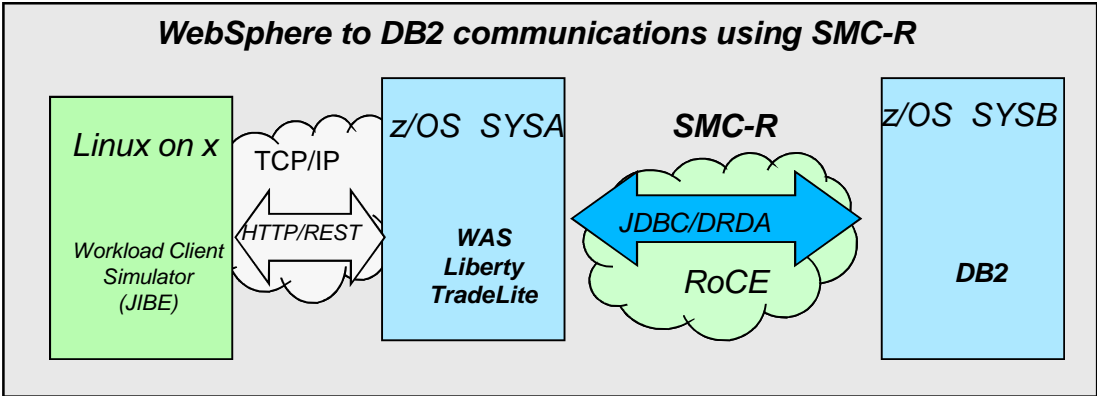 WebSphere to DB2 communications using SMC-R
Linux on x
Workload Client
Simulator
(JIBE)
TCP/IP
HTTP/REST
z/OS SYSA
WAS
Liberty
TradeLite
SMC-R
JDBC/DRDA
RoCE
z/OS SYSB
DB2